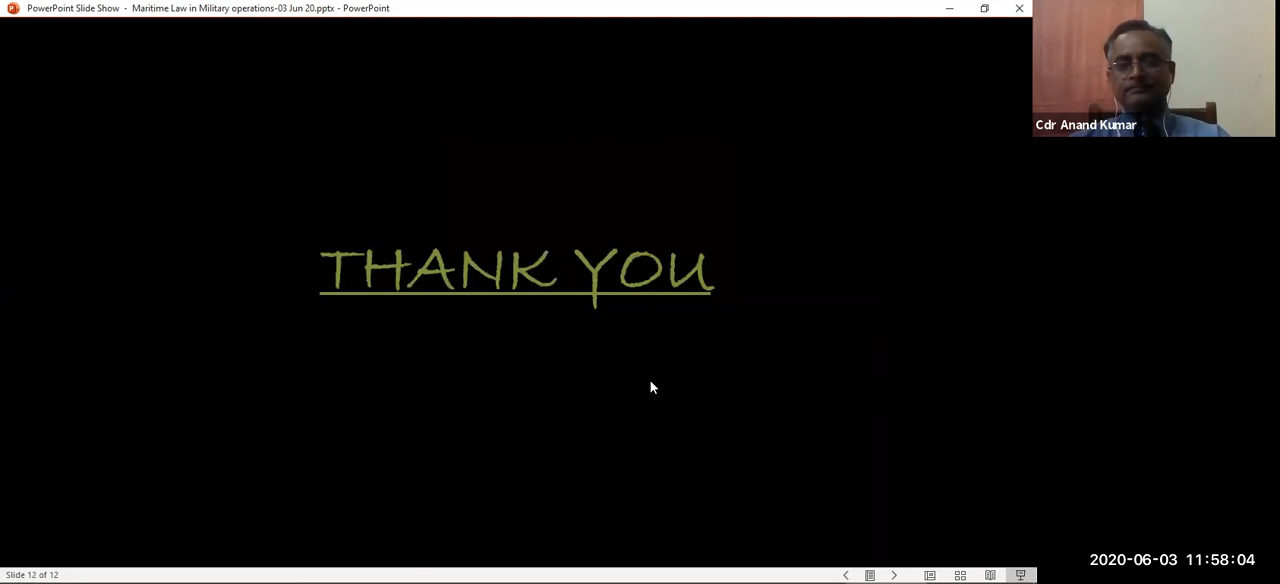 PowerPoint Slide Show - Maritime Law in Military operations-03 Jun 20.pptx - PowerPoint
Cdr Anand Kumar
THANK YOU
2020-06-03 11:58:04
Slide 12 of 12